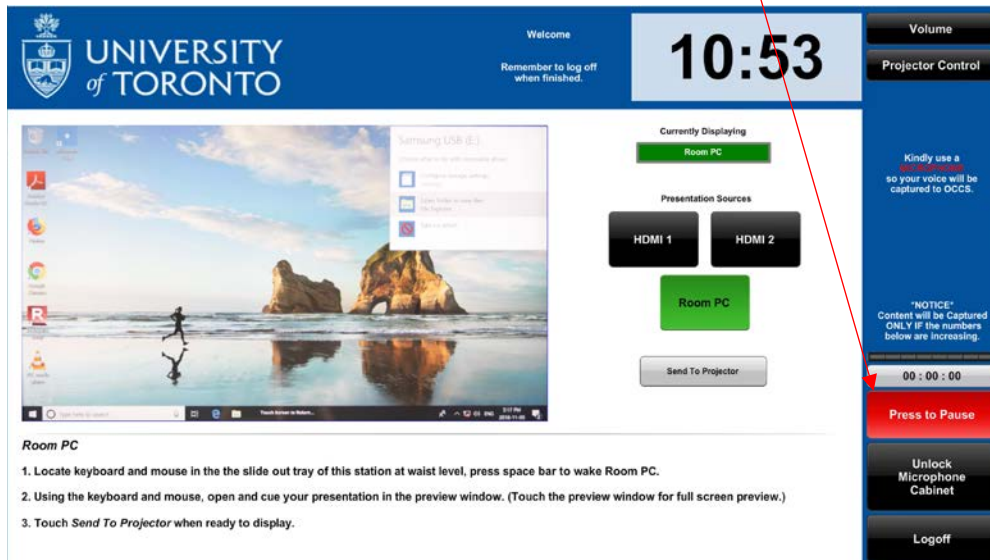 UNIVERSITY
of TORONTO
Welcome
Remember to log off
when finished.
10:53
Volume
Projector Control
Samsung USB (E:)
Currently Displaying
Room PC
Presentation Sources
HDMI 1
HDMI 2
Room PC
Send To Projector
Kindly use a
MICROPHONE
so your voice will be
captured to OCCS.
*NOTICE*
Content will be Captured
ONLY IF the numbers
below are increasing.
00 : 00 : 00
Press to Pause
Unlock
Microphone
Cabinet
Logoff
Room PC
1. Locate keyboard and mouse in the the slide out tray of this station at waist level, press space bar to wake Room PC.
2. Using the keyboard and mouse, open and cue your presentation in the preview window. (Touch the preview window for full screen preview.)
3. Touch Send To Projector when ready to display.